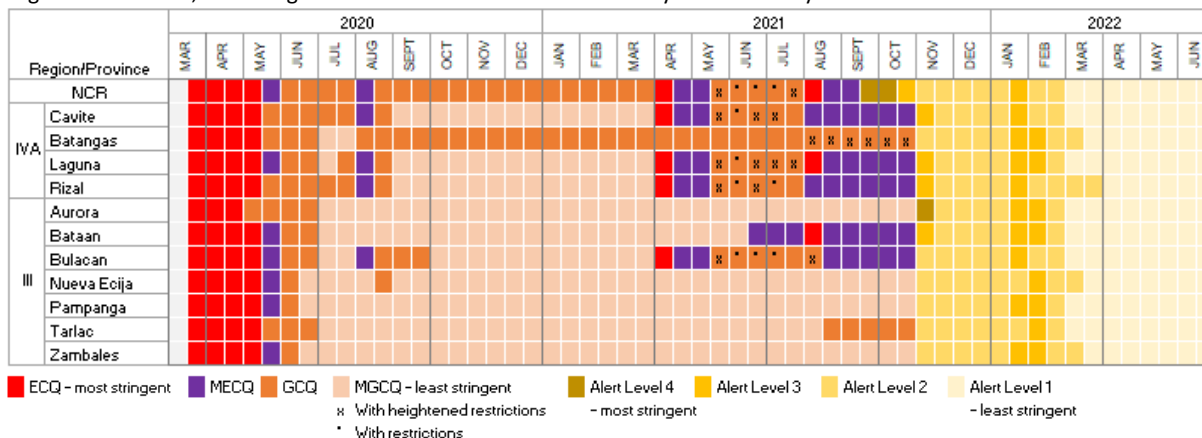 2020 2021 2022
Region/Province MAR APR MAY JUN JUL AUG SEPT OCT NOV DEC JAN FEB MAR APR MAY JUN JUL AUG SEPT OCT NOV DEC JAN FEB MAR APR MAY JUN
NCR
IVA
Cavite
Batangas
Laguna
Rizal
III
Aurora
Bataan
Bulacan
Nueva Ecija
Pampanga
Tarlac
Zambales
ECQ – most stringent MECQ GCQ MGCQ – least stringent Alert Level 4 Alert Level 3 Alert Level 2 Alert Level 1
x With heightened restrictions – most stringent – least stringent
• With restrictions